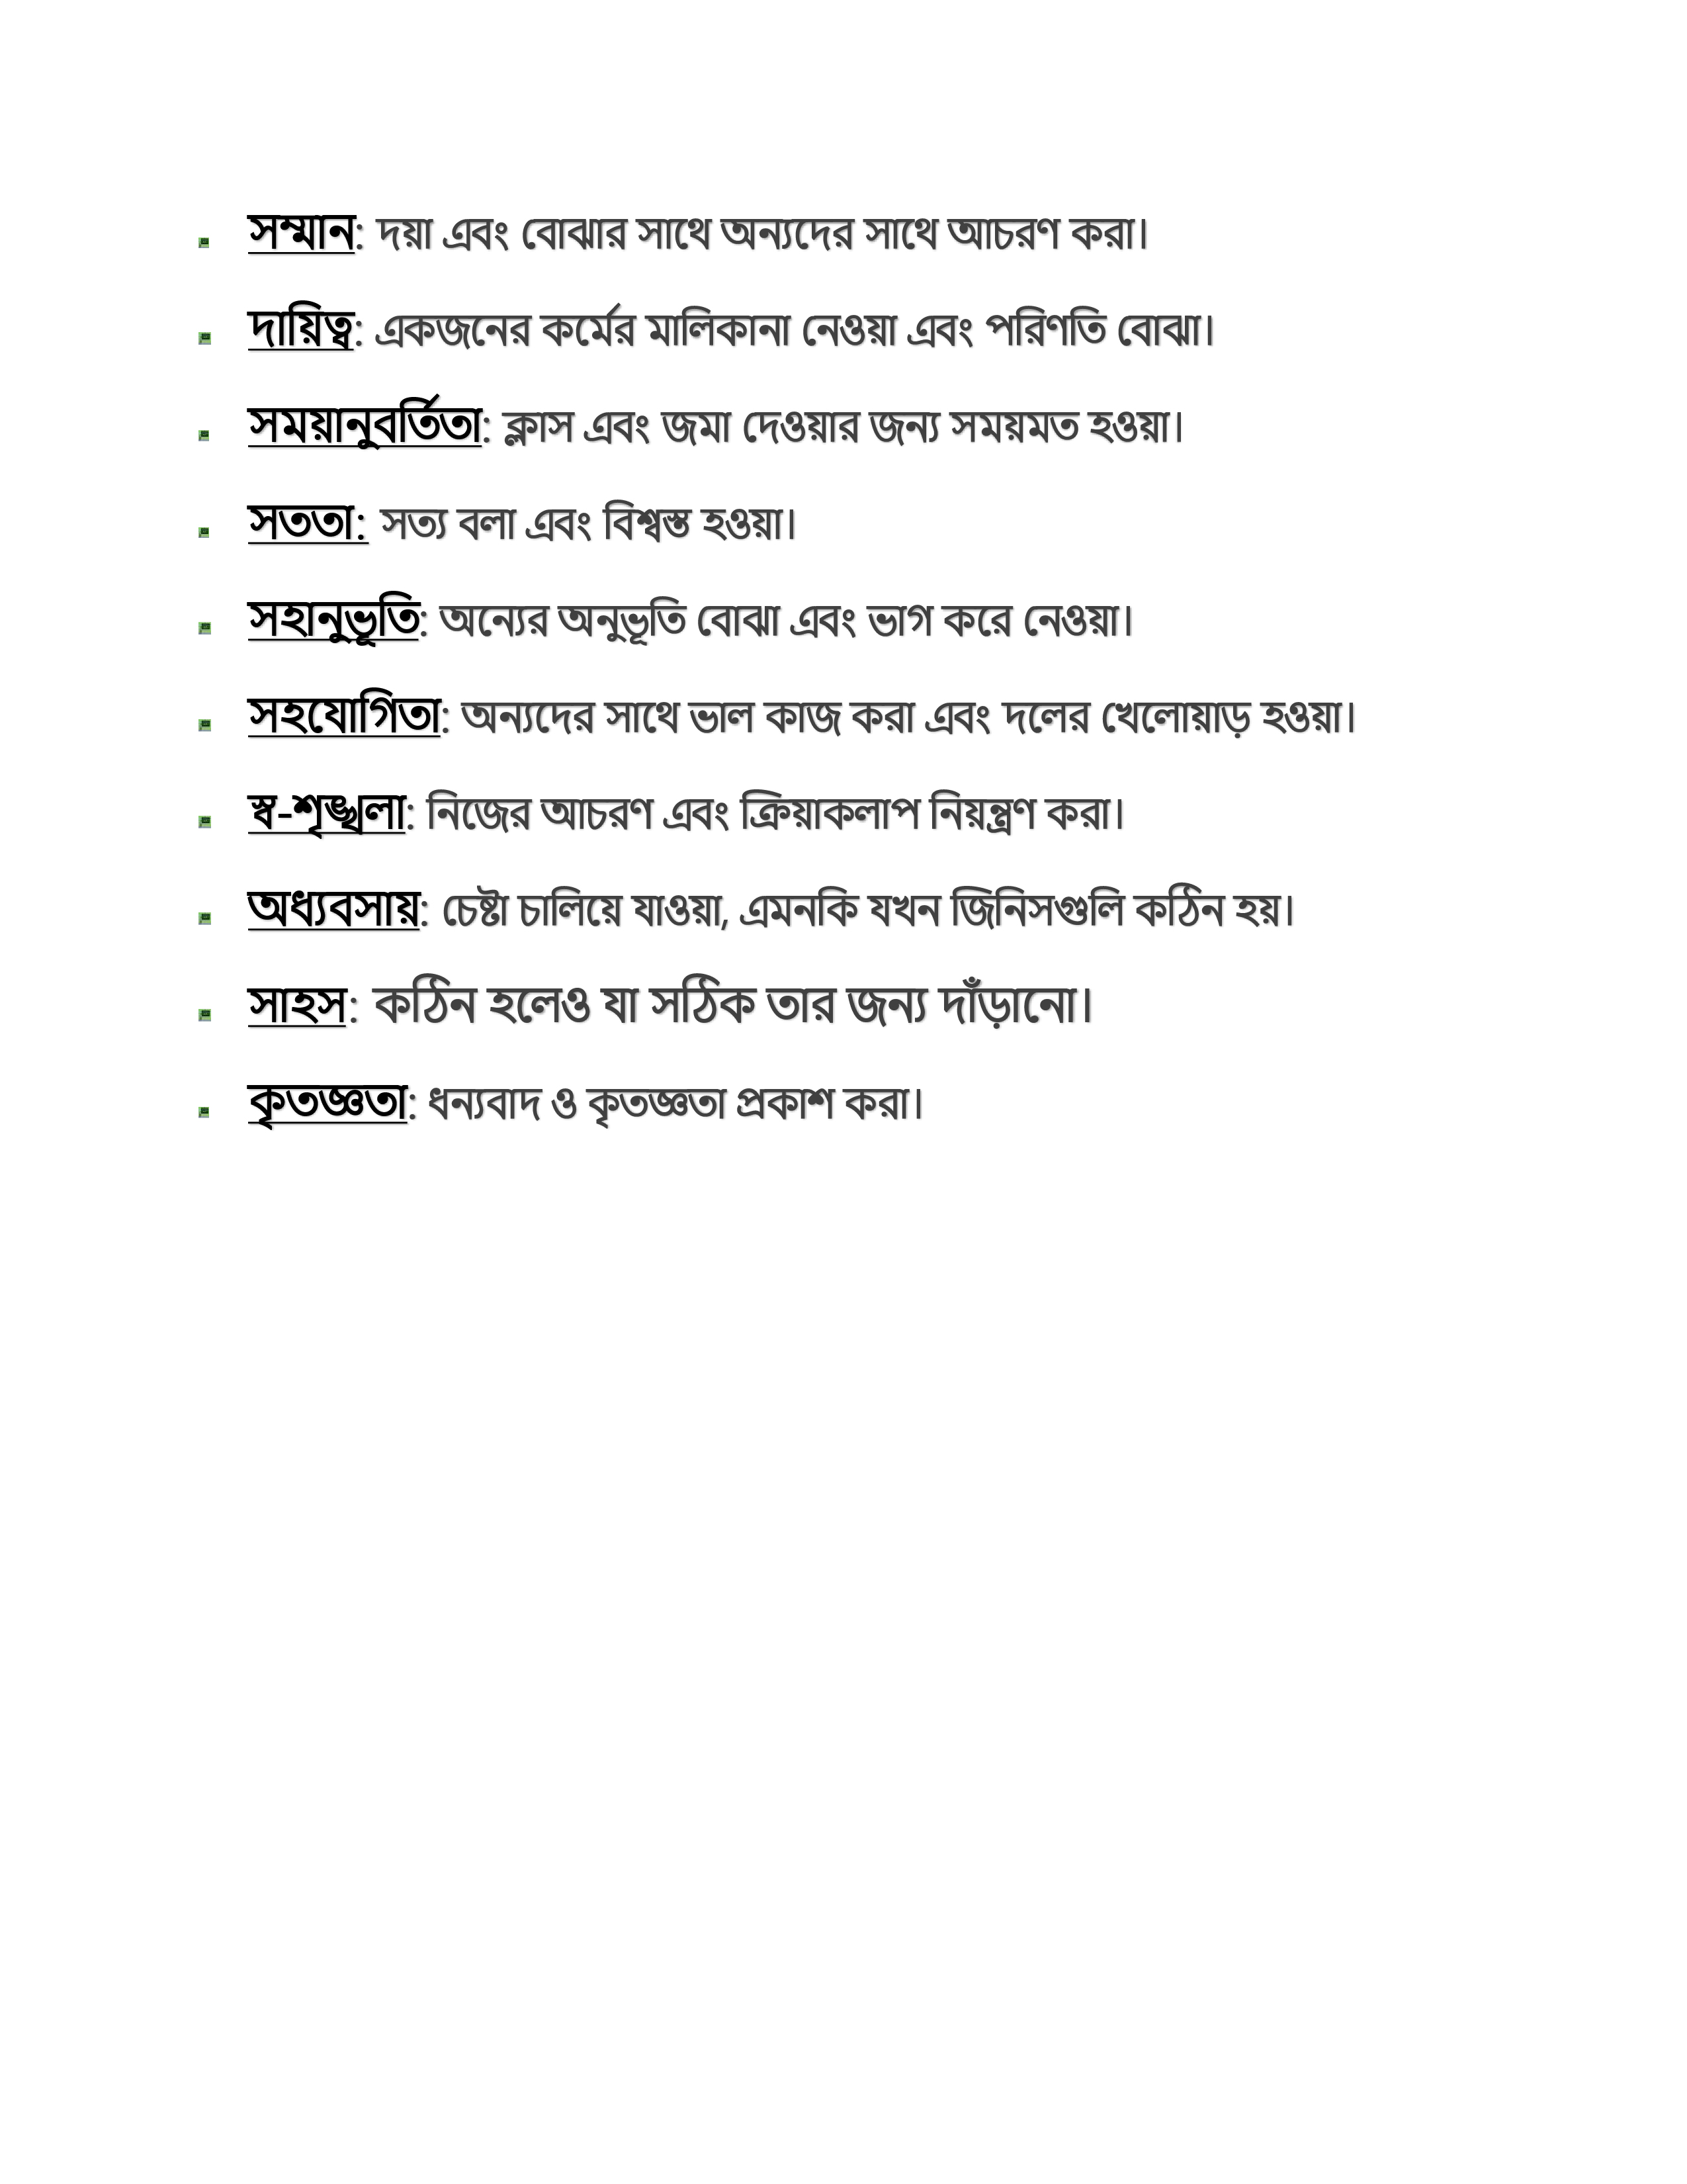 সম্মান: দয়া এবং বোঝার সাথে অন্যদের সাথে আচরণ করা।
দায়িত্ব: একজনের কর্মের মালিকানা নেওয়া এবং পরিণতি বোঝা।
সময়ানুবর্তিতা: ক্লাস এবং জমা দেওয়ার জন্য সময়মত হওয়া।
সততা: সত্য বলা এবং বিশ্বস্ত হওয়া।
সহানুভূতি: অন্যের অনুভূতি বোঝা এবং ভাগ করে নেওয়া।
সহযোগিতা: অন্যদের সাথে ভাল কাজ করা এবং দলের খেলোয়াড় হওয়া।
স্ব-শৃঙ্খলা: নিজের আচরণ এবং ক্রিয়াকলাপ নিয়ন্ত্রণ করা।
অধ্যবসায়: চেষ্টা চালিয়ে যাওয়া, এমনকি যখন জিনিসগুলি কঠিন হয়।
সাহস: কঠিন হলেও যা সঠিক তার জন্য দাঁড়ানো।
কৃতজ্ঞতা: ধন্যবাদ ও কৃতজ্ঞতা প্রকাশ করা।